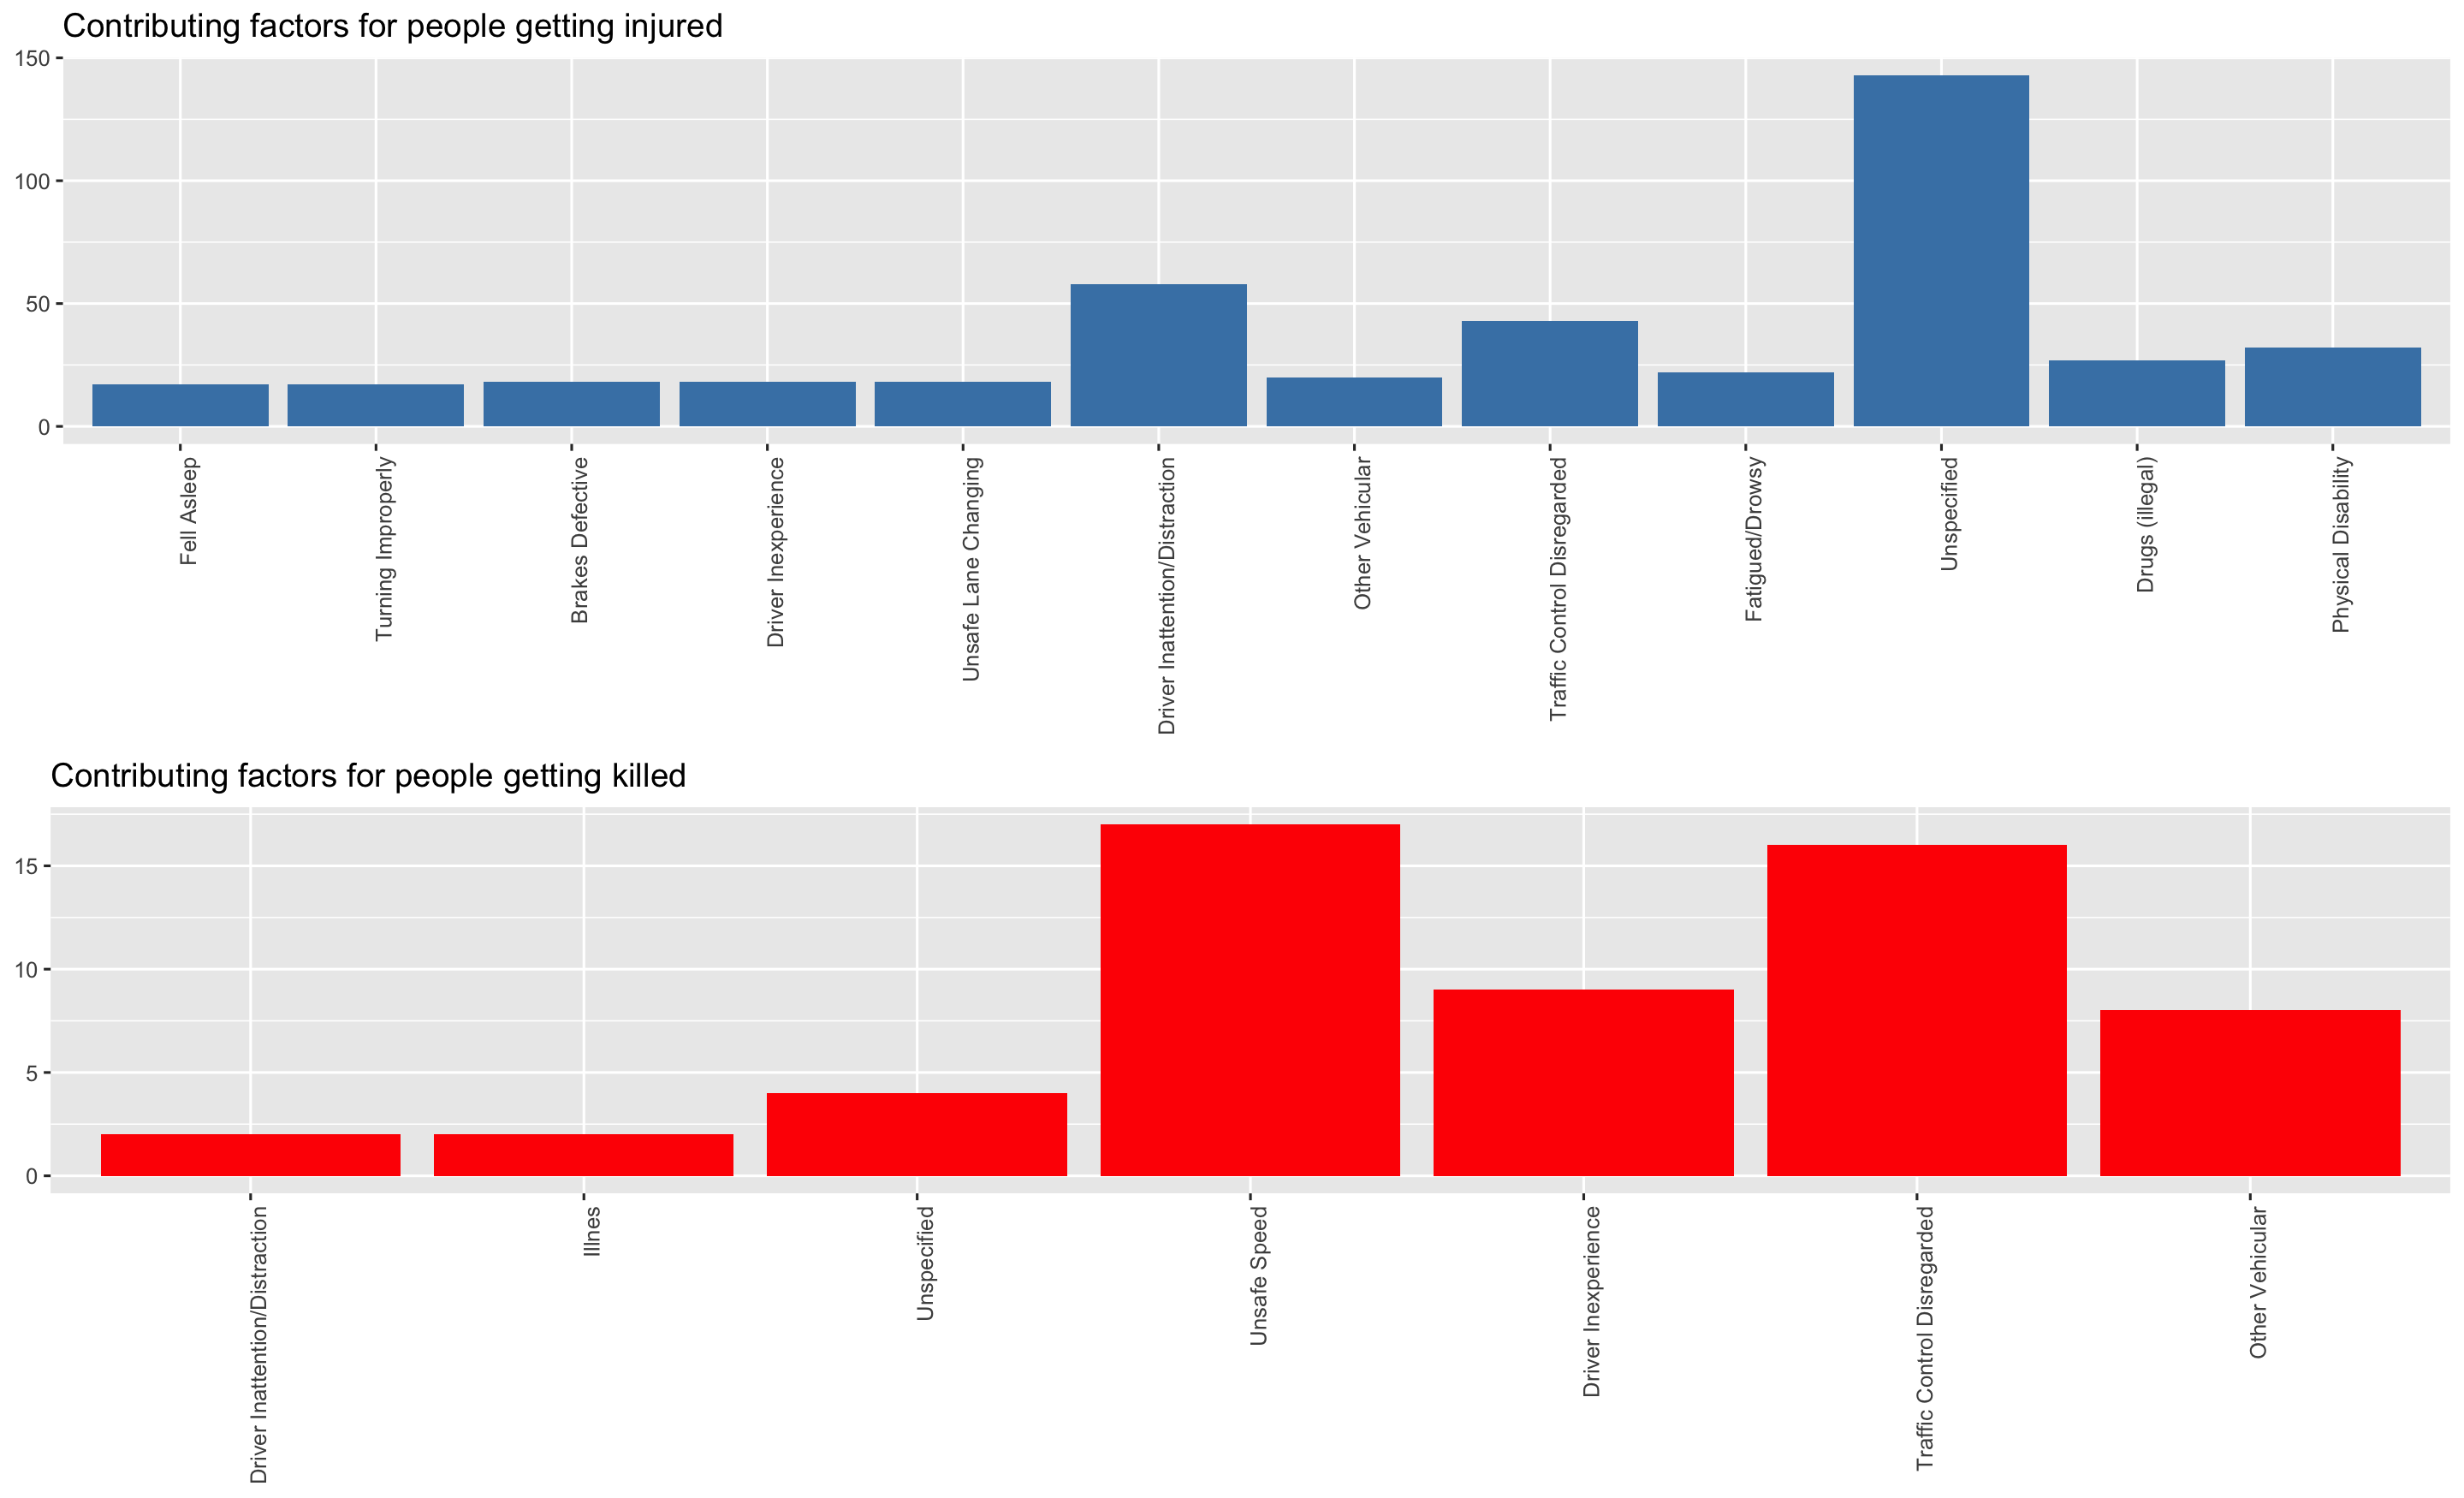 Contributing factors for people getting injured
150
100
50
0
Fell Asleep
Turning Improperly
Brakes Defective
Driver Inexperience
Unsafe Lane Changing
Driver Inattention/Distraction
Other Vehicular
Traffic Control Disregarded
Fatigued/Drowsy
Unspecified
Drugs (illegal)
Physical Disability
Contributing factors for people getting killed
15
10
5
0
Driver Inattention/Distraction
Illnes
Unspecified
Unsafe Speed
Driver Inexperience
Traffic Control Disregarded
Other Vehicular